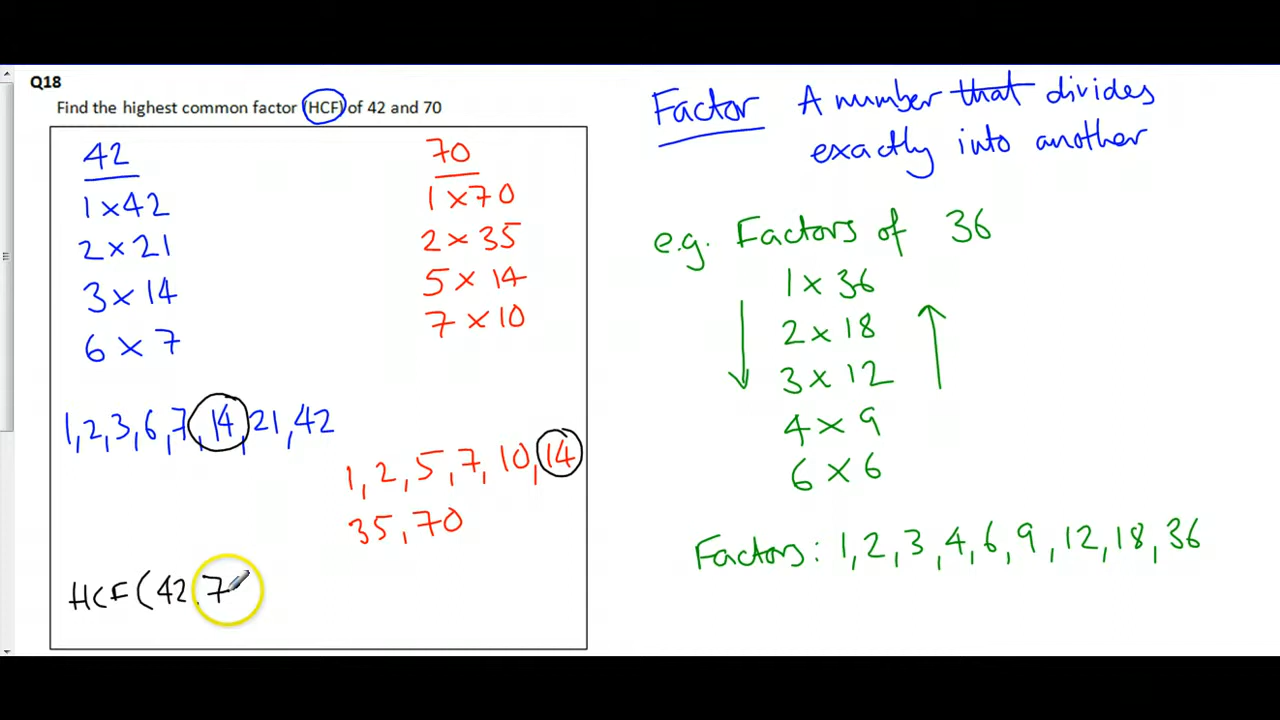 Q18
Find the highest common factor (HCF) of 42 and 70
42
1 x 42
2 x 21
3 x 14
6 x 7
70
1 x 70
2 x 35
5 x 14
7 x 10
1, 2, 3, 6, 7, 14, 21, 42
1, 2, 5, 7, 10, 14
35, 70
HCF(42, 7
Factor A number that divides
exactly into another
e.g. Factors of 36
1 x 36
2 x 18
3 x 12
4 x 9
6 x 6
Factors: 1, 2, 3, 4, 6, 9, 12, 18, 36